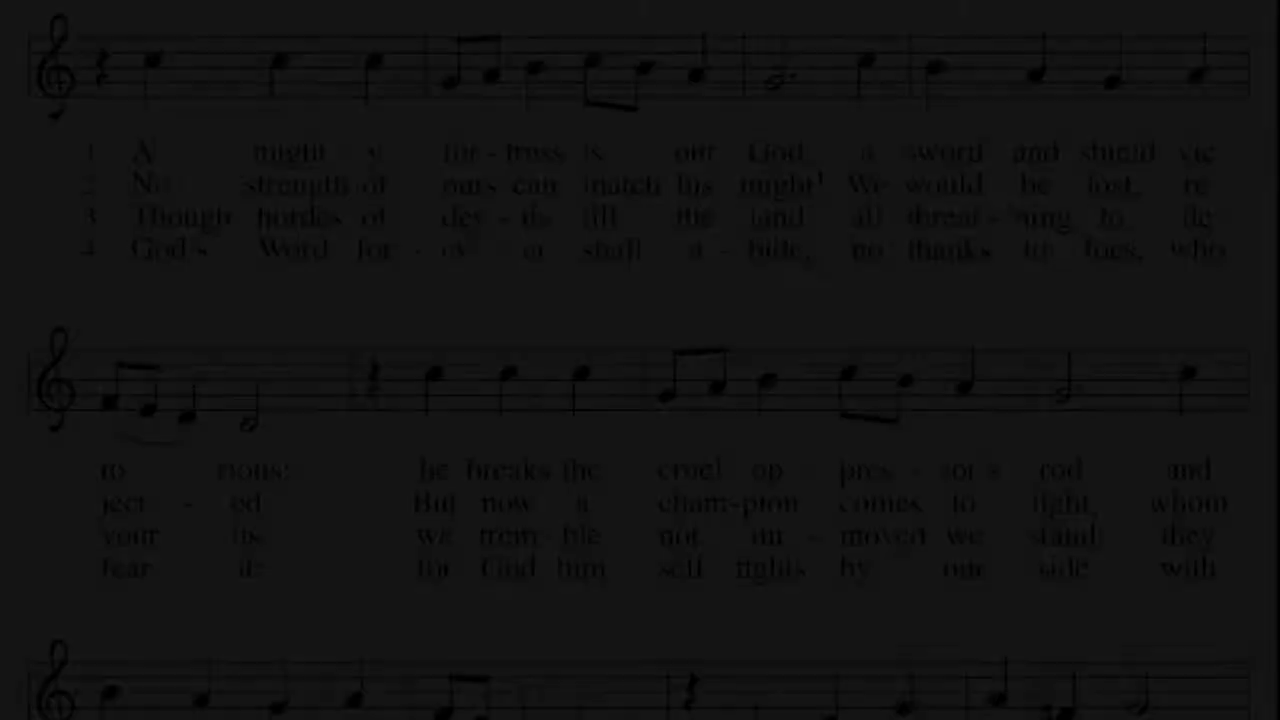 1 A might - y for - tress is our God, a sword and shield vic
2 No strength of ours can match his might! We would be lost, re
3 Though hordes of dev - ils fill the land all threat - 'ning to de
4 God's Word for - ev - er shall a - bide, no thanks to foes, who
to rious; he breaks the cruel op - pres - sor's rod and
ject - ed. But now a cham-pion comes to fight, whom
vour us, we trem- ble not, un - moved we stand; they
fear it; for God him self fights by our side with